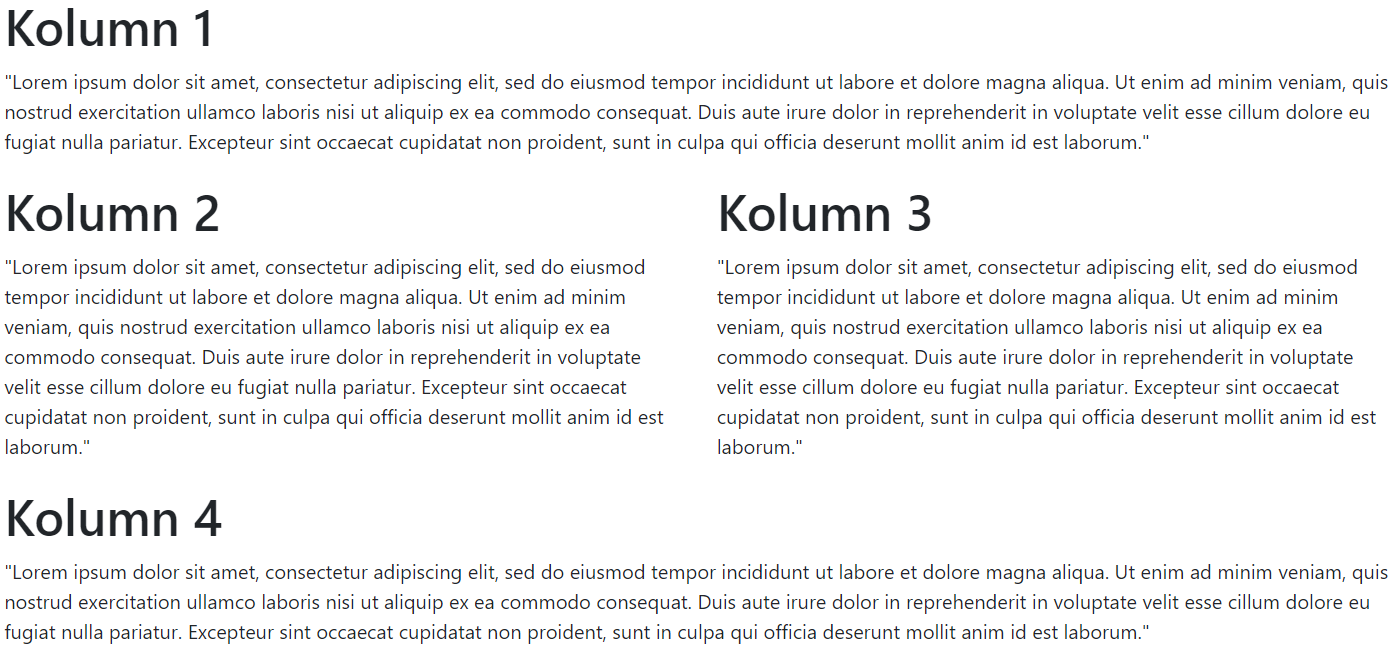 Kolumn 1
"Lorem ipsum dolor sit amet, consectetur adipiscing elit, sed do eiusmod tempor incididunt ut labore et dolore magna aliqua. Ut enim ad minim veniam, quis
nostrud exercitation ullamco laboris nisi ut aliquip ex ea commodo consequat. Duis aute irure dolor in reprehenderit in voluptate velit esse cillum dolore eu
fugiat nulla pariatur. Excepteur sint occaecat cupidatat non proident, sunt in culpa qui officia deserunt mollit anim id est laborum."
Kolumn 2
"Lorem ipsum dolor sit amet, consectetur adipiscing elit, sed do eiusmod
tempor incididunt ut labore et dolore magna aliqua. Ut enim ad minim
veniam, quis nostrud exercitation ullamco laboris nisi ut aliquip ex ea
commodo consequat. Duis aute irure dolor in reprehenderit in voluptate
velit esse cillum dolore eu fugiat nulla pariatur. Excepteur sint occaecat
cupidatat non proident, sunt in culpa qui officia deserunt mollit anim id est
laborum."
Kolumn 3
"Lorem ipsum dolor sit amet, consectetur adipiscing elit, sed do eiusmod
tempor incididunt ut labore et dolore magna aliqua. Ut enim ad minim
veniam, quis nostrud exercitation ullamco laboris nisi ut aliquip ex ea
commodo consequat. Duis aute irure dolor in reprehenderit in voluptate
velit esse cillum dolore eu fugiat nulla pariatur. Excepteur sint occaecat
cupidatat non proident, sunt in culpa qui officia deserunt mollit anim id est
laborum."
Kolumn 4
"Lorem ipsum dolor sit amet, consectetur adipiscing elit, sed do eiusmod tempor incididunt ut labore et dolore magna aliqua. Ut enim ad minim veniam, quis
nostrud exercitation ullamco laboris nisi ut aliquip ex ea commodo consequat. Duis aute irure dolor in reprehenderit in voluptate velit esse cillum dolore eu
fugiat nulla pariatur. Excepteur sint occaecat cupidatat non proident, sunt in culpa qui officia deserunt mollit anim id est laborum."